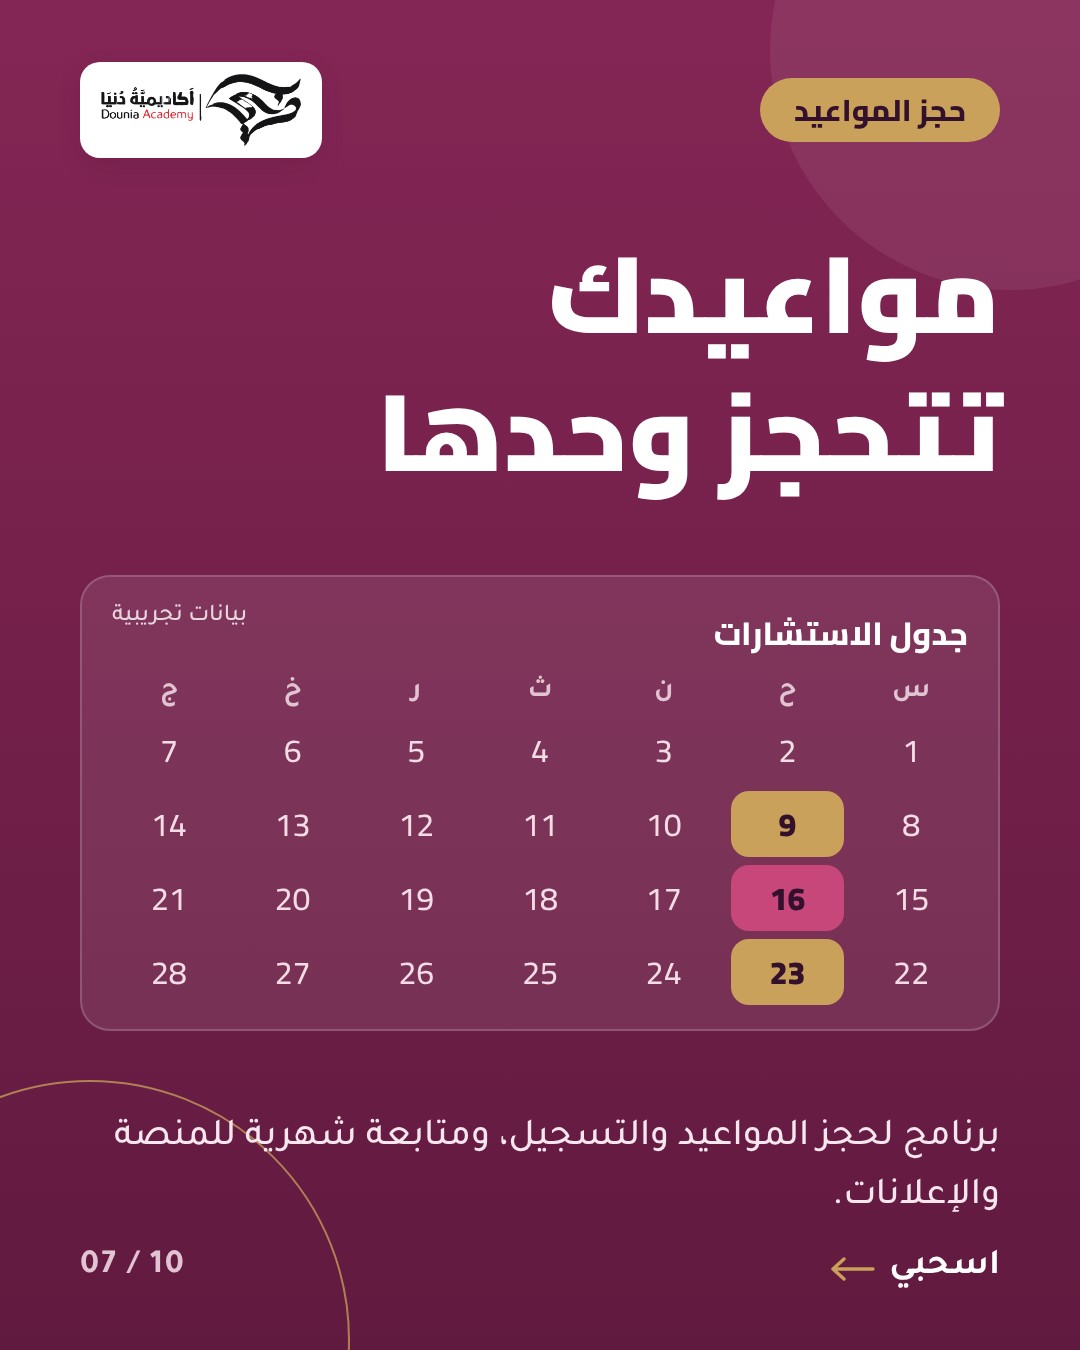 حجز المواعيد
أكاديميَّةُ دُنيَا
Dounia Academy
مواعيدك
تتحجز وحدها
جدول الاستشارات
بيانات تجريبية
س ح ن ث ر خ ج
1 2 3 4 5 6 7
8 9 10 11 12 13 14
15 16 17 18 19 20 21
22 23 24 25 26 27 28
برنامج لحجز المواعيد والتسجيل، ومتابعة شهرية للمنصة
والإعلانات.
اسحبي ←
07 / 10